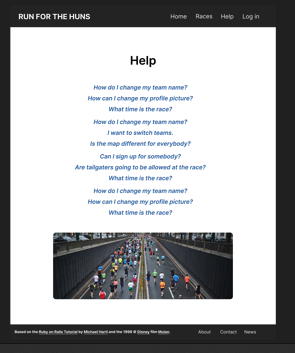 RUN FOR THE HUNS
Home Races Help Log in
Help
How do I change my team name?
How can I change my profile picture?
What time is the race?
How do I change my team name?
I want to switch teams.
Is the map different for everybody?
Can I sign up for somebody?
Are tailgaters going to be allowed at the race?
What time is the race?
How do I change my team name?
How can I change my profile picture?
What time is the race?
Based on the Ruby on Rails Tutorial by Michael Hartl and the 1998 © Disney film Mulan.
About Contact News